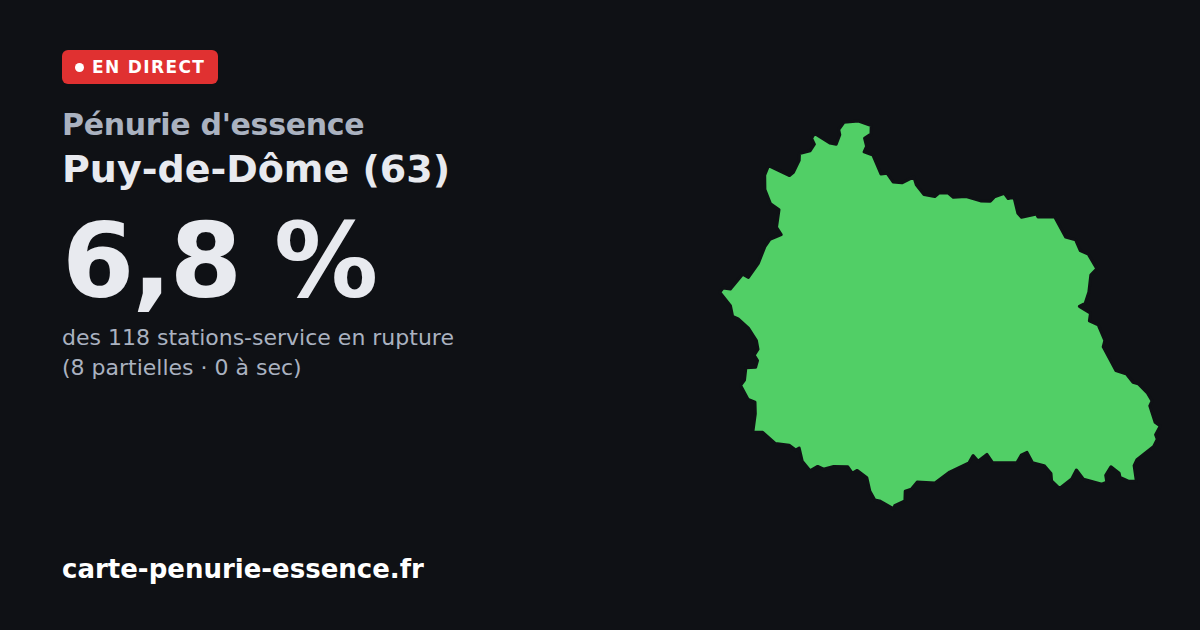 EN DIRECT
Pénurie d'essence
Puy-de-Dôme (63)
6,8 %
des 118 stations-service en rupture
(8 partielles · 0 à sec)
carte-penurie-essence.fr